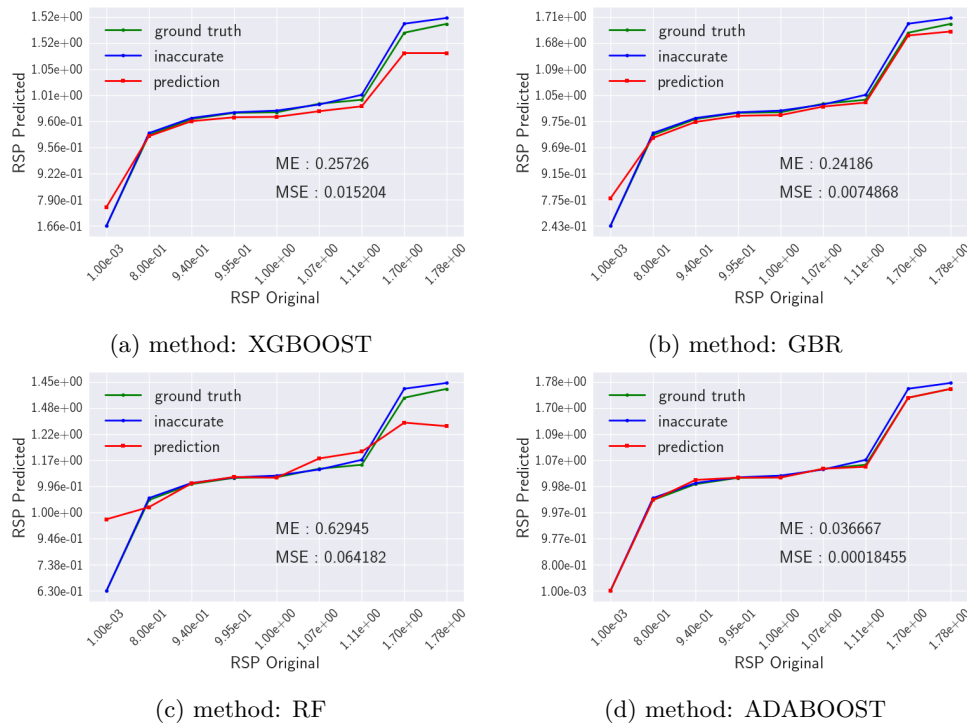 RSP Predicted
1.52e+00
1.52e+00
1.05e+00
1.01e+00
9.60e-01
9.56e-01
9.22e-01
7.90e-01
1.66e-01
ground truth
inaccurate
prediction
ME : 0.25726
MSE : 0.015204
1.00e-03
8.00e-01
9.40e-01
9.95e-01
1.00e+00
1.07e+00
1.11e+00
1.70e+00
1.78e+00
RSP Original
(a) method: XGBOOST
RSP Predicted
1.71e+00
1.68e+00
1.09e+00
1.05e+00
9.75e-01
9.69e-01
9.15e-01
7.75e-01
2.43e-01
ground truth
inaccurate
prediction
ME : 0.24186
MSE : 0.0074868
1.00e-03
8.00e-01
9.40e-01
9.95e-01
1.00e+00
1.07e+00
1.11e+00
1.70e+00
1.78e+00
RSP Original
(b) method: GBR
RSP Predicted
1.45e+00
1.48e+00
1.22e+00
1.17e+00
9.96e-01
1.00e+00
9.46e-01
7.38e-01
6.30e-01
ground truth
inaccurate
prediction
ME : 0.62945
MSE : 0.064182
1.00e-03
8.00e-01
9.40e-01
9.95e-01
1.00e+00
1.07e+00
1.11e+00
1.70e+00
1.78e+00
RSP Original
(c) method: RF
RSP Predicted
1.78e+00
1.70e+00
1.09e+00
1.07e+00
9.98e-01
9.97e-01
9.77e-01
8.00e-01
1.00e-03
ground truth
inaccurate
prediction
ME : 0.036667
MSE : 0.00018455
1.00e-03
8.00e-01
9.40e-01
9.95e-01
1.00e+00
1.07e+00
1.11e+00
1.70e+00
1.78e+00
RSP Original
(d) method: ADABOOST